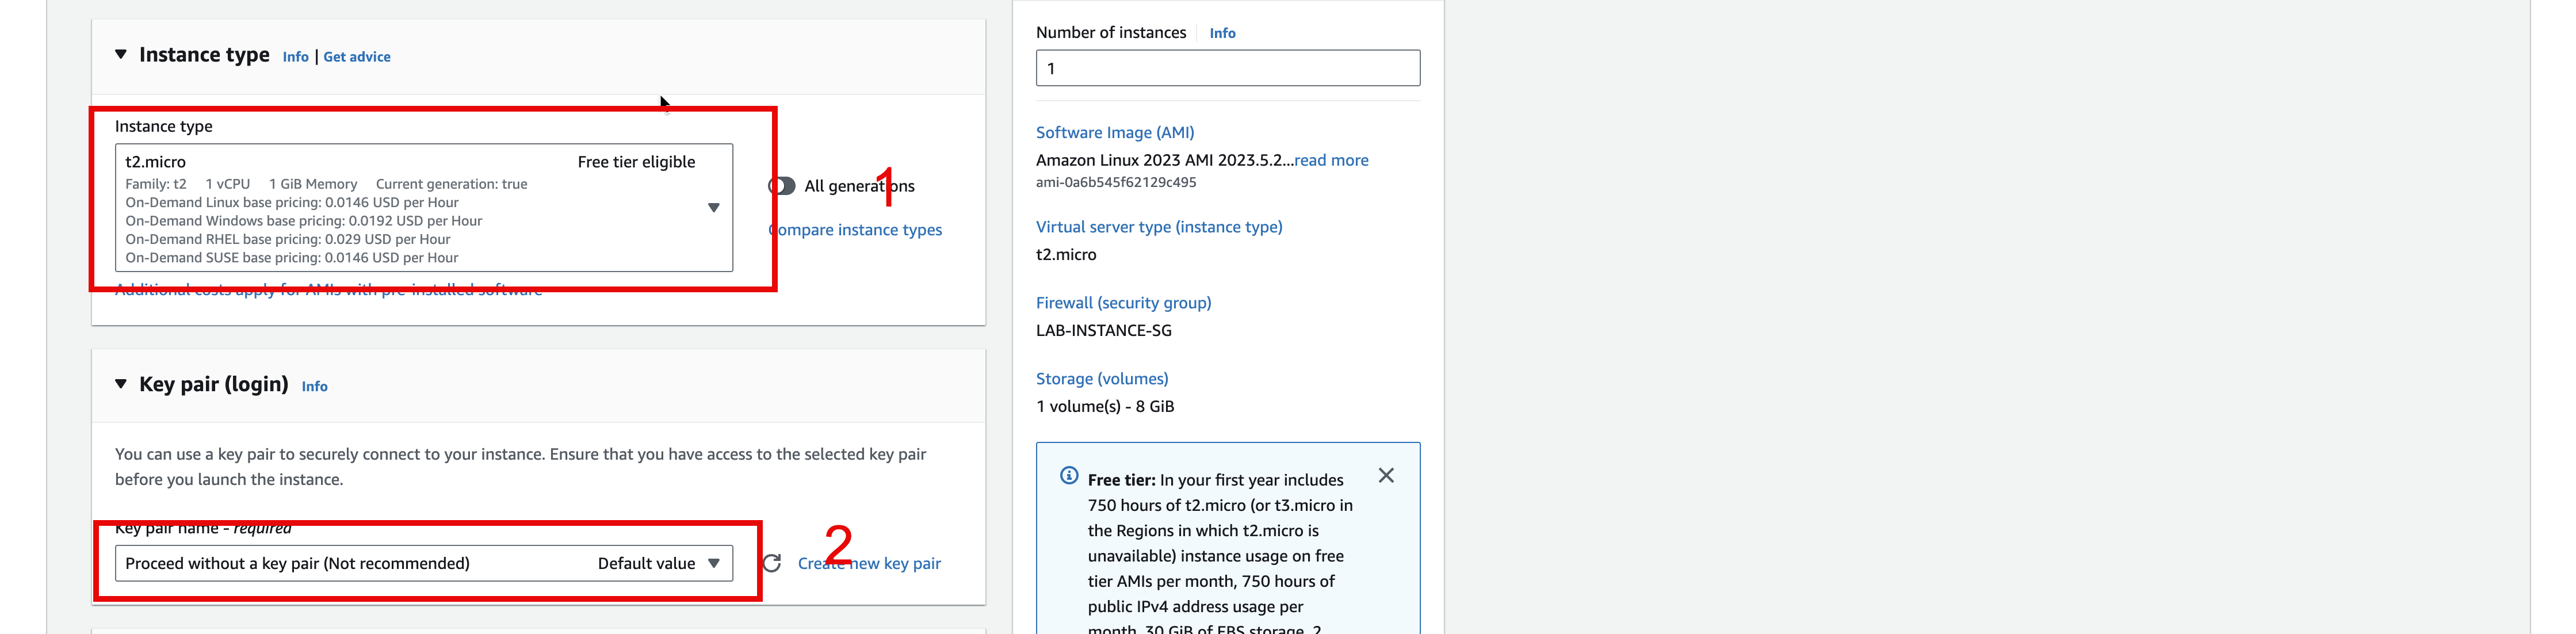 Instance type Info | Get advice
Instance type
t2.micro Free tier eligible
Family: t2 1 vCPU 1 GiB Memory Current generation: true
On-Demand Linux base pricing: 0.0146 USD per Hour
On-Demand Windows base pricing: 0.0192 USD per Hour
On-Demand RHEL base pricing: 0.029 USD per Hour
On-Demand SUSE base pricing: 0.0146 USD per Hour
All generations
1
Compare instance types
Additional costs apply for AMIs with pre-installed software
Key pair (login) Info
You can use a key pair to securely connect to your instance. Ensure that you have access to the selected key pair
before you launch the instance.
Key pair name - required
Proceed without a key pair (Not recommended) Default value
2
Create new key pair
Number of instances Info
1
Software Image (AMI)
Amazon Linux 2023 AMI 2023.5.2...read more
ami-0a6b545f62129c495
Virtual server type (instance type)
t2.micro
Firewall (security group)
LAB-INSTANCE-SG
Storage (volumes)
1 volume(s) - 8 GiB
Free tier: In your first year includes
750 hours of t2.micro (or t3.micro in
the Regions in which t2.micro is
unavailable) instance usage on free
tier AMIs per month, 750 hours of
public IPv4 address usage per
month, 30 GiB of EBS storage, 2